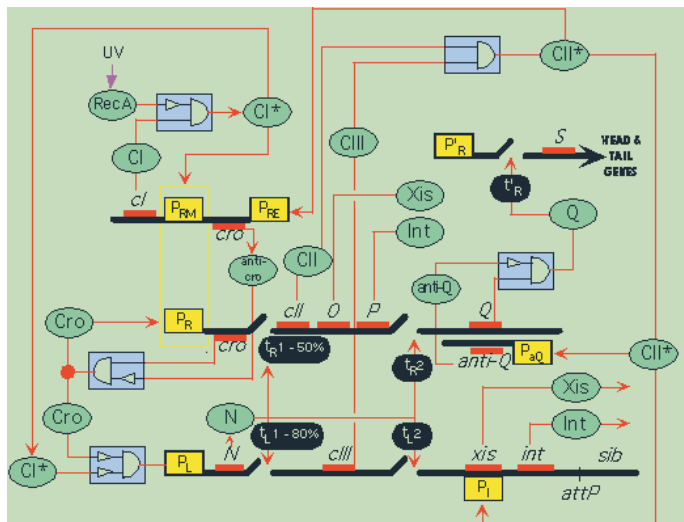 UV
RecA
CI*
CII*
CI
CIII
P'R
S
HEAD &
TAIL
GENES
t'R
cI
PRM
PRE
Xis
Q
cro
Int
anti-
cro
CII
anti-Q
Cro
PR
cII
O
P
Q
cro
tR1 - 50%
tR2
anti-Q
PaQ
CII*
Xis
Cro
N
tL1 - 80%
tL2
Int
CI*
PL
N
cIII
xis
int
sib
PI
attP